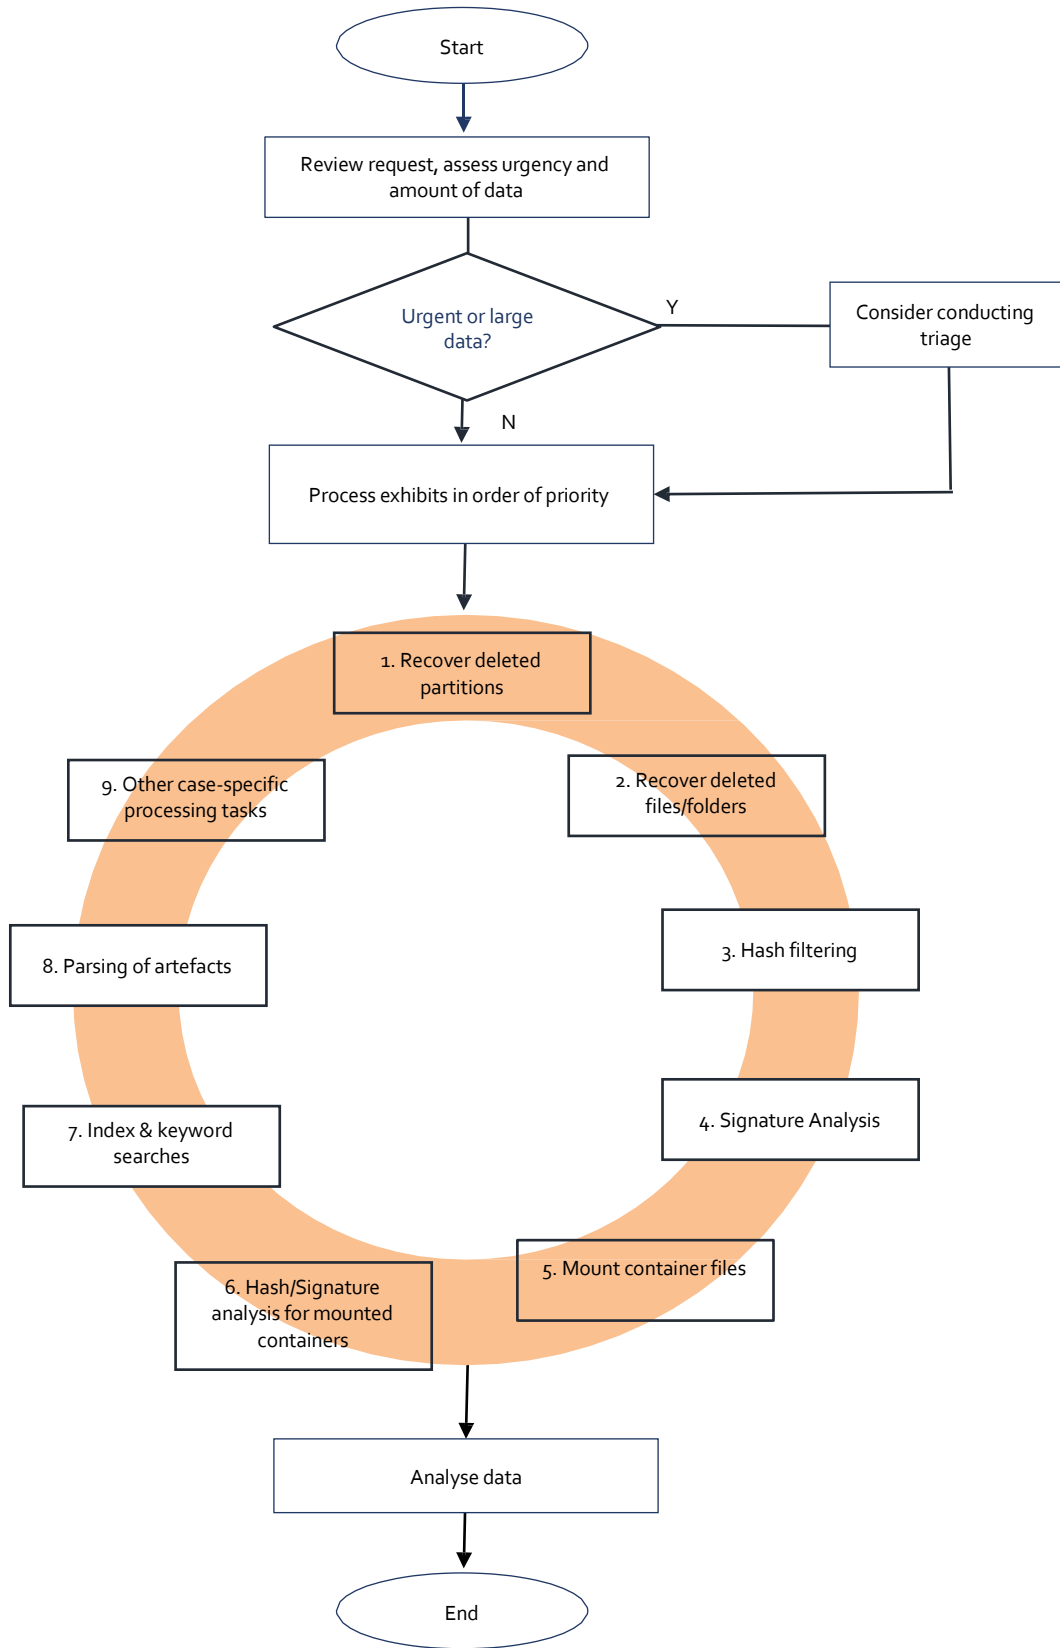 Start
Review request, assess urgency and
amount of data
Urgent or large
data?
Y
Consider conducting
triage
N
Process exhibits in order of priority
1. Recover deleted
partitions
2. Recover deleted
files/folders
3. Hash filtering
4. Signature Analysis
5. Mount container files
6. Hash/Signature
analysis for mounted
containers
7. Index & keyword
searches
8. Parsing of artefacts
9. Other case-specific
processing tasks
Analyse data
End